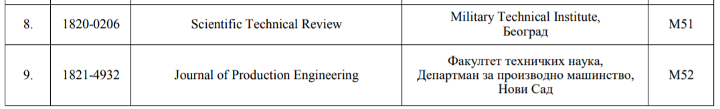 8. 1820-0206 Scientific Technical Review Military Technical Institute, M51
Београд
Факултет техничких наука,
9. 1821-4932 Journal of Production Engineering Департман за производно машинство, M52
Нови Сад